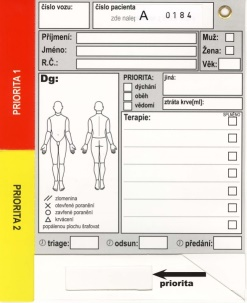 číslo vozu:
číslo pacienta
zde nalep A 0184
Příjmení:
Muž:
Jméno:
Žena:
R.Č.:
Věk:
PRIORITA 1
PRIORITA 2
Dg:
PRIORITA:
dýchání
oběh
vědomí
jiná:
ztráta krve[ml]:
Terapie:
SPLNĚNO
zlomenina
otevřené poranění
zavřené poranění
krvácení
popálenou plochu šrafovat
triage:
odsun:
předání:
priorita